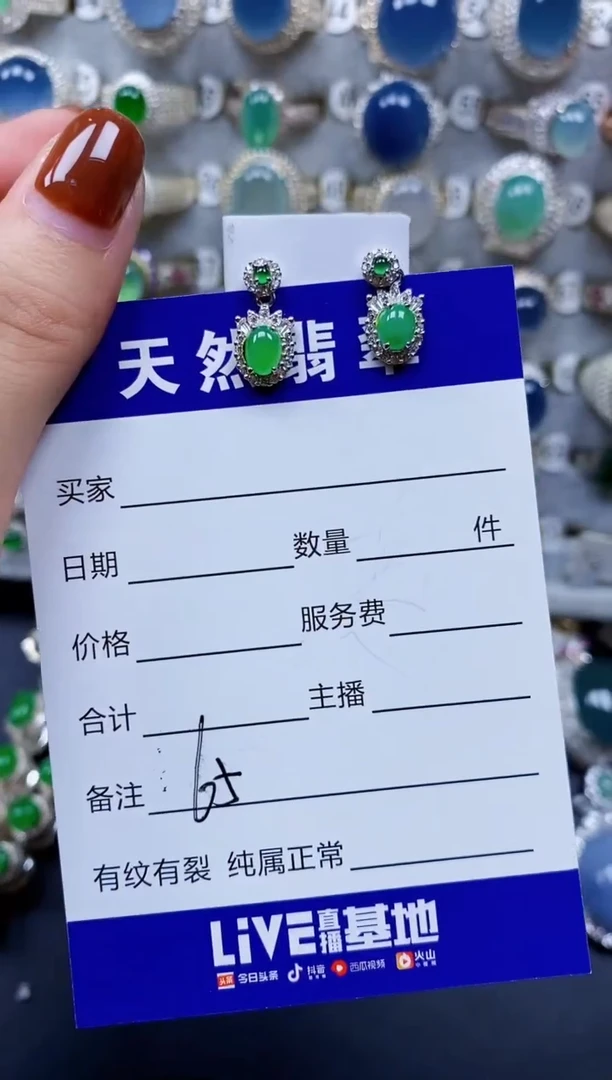 天然翡翠
买家
日期 数量 件
价格 服务费
合计 主播
备注
有纹有裂 纯属正常
LiVE直播基地
头条 今日头条 抖音 西瓜视频 火山